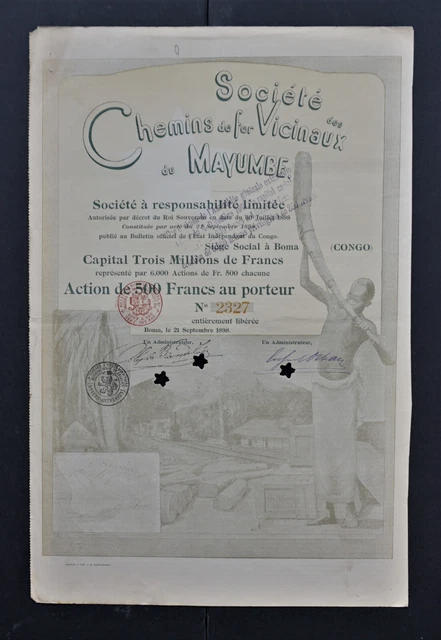 Société
des
Chemins de fer Vicinaux
du MAYUMBE
Société à responsabilité limitée
Autorisée par décret du Roi Souverain en date du 30 Juillet 1898
Constituée par acte du 21 Septembre 1898
publié au Bulletin officiel de l'État Indépendant du Congo.
Siège Social à Boma (CONGO)
Capital Trois Millions de Francs
représenté par 6,000 Actions de Fr. 500 chacune
Action de 500 Francs au porteur
No 2327
entièrement libérée
Boma, le 21 Septembre 1898.
Un Administrateur, Un Administrateur,